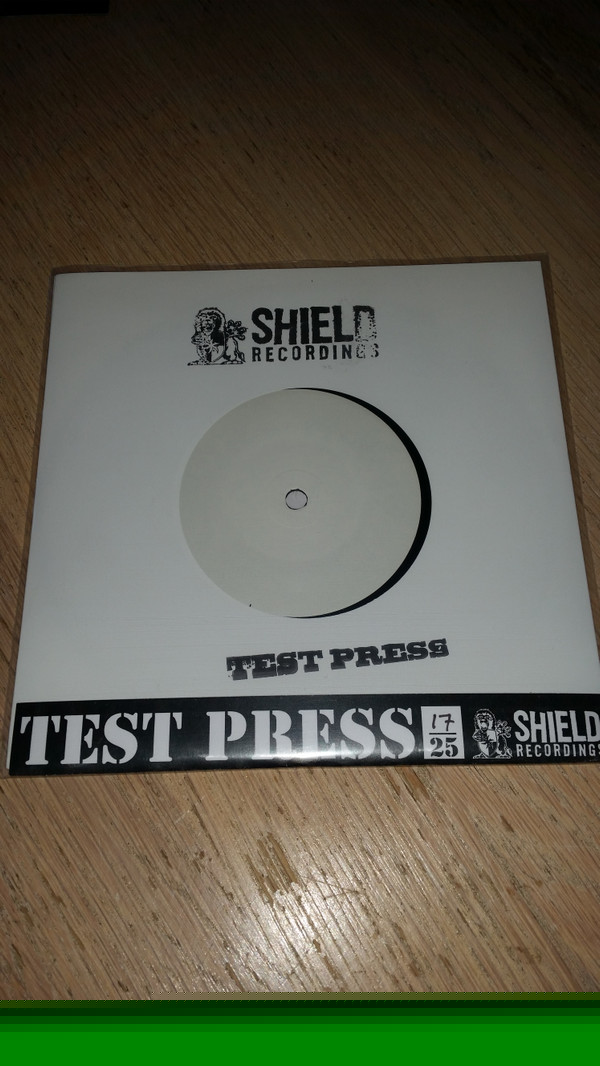 SHIELD
RECORDINGS
TEST PRESS
TEST PRESS 17/25 SHIELD
RECORDINGS